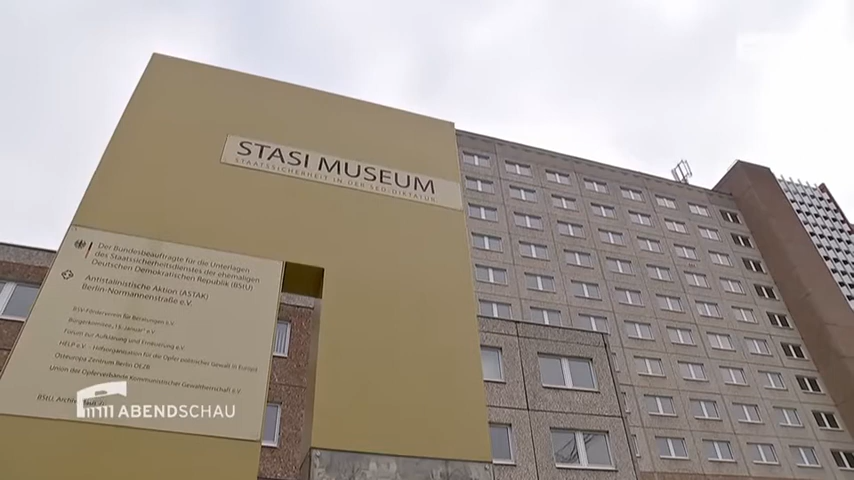 STASI MUSEUM
STAATSSICHERHEIT IN DER SED-DIKTATUR
Der Bundesbeauftragte für die Unterlagen
des Staatssicherheitsdienstes der ehemaligen
Deutschen Demokratischen Republik (BStU)
Antistalinistische Aktion (ASTAK)
Berlin-Normannenstraße e.V.
BSV-Förderverein für Beratungen e.V.
Bürgerkomitee „15. Januar“ e.V.
Forum zur Aufklärung und Erneuerung e.V.
HELP e.V. - Hilfsorganisation für die Opfer politischer Gewalt in Europa
Osteuropa Zentrum Berlin
Union der Opferverbände Kommunistischer Gewaltherrschaft e.V.
BStU, Archiv
ABENDSCHAU